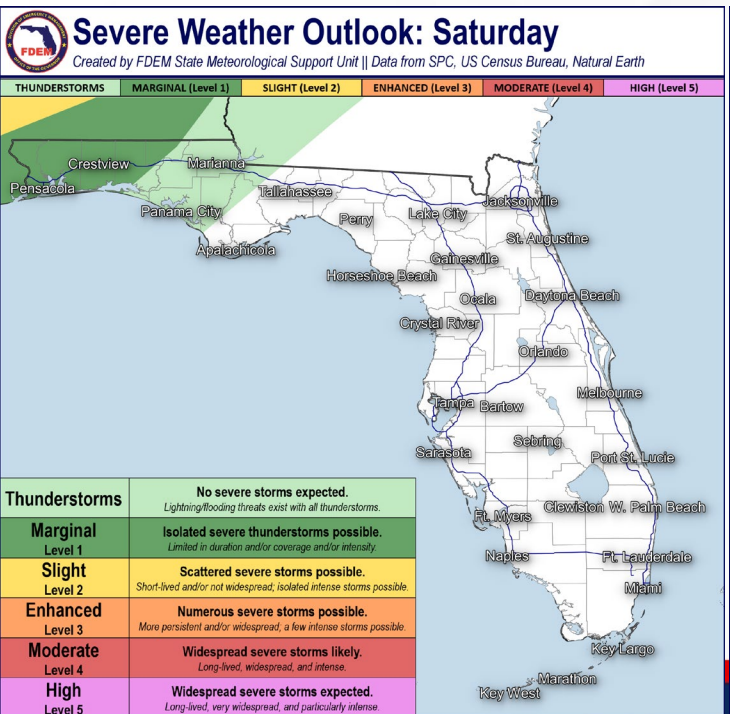 Severe Weather Outlook: Saturday
FDEM
Created by FDEM State Meteorological Support Unit || Data from SPC, US Census Bureau, Natural Earth
THUNDERSTORMS
MARGINAL (Level 1)
SLIGHT (Level 2)
ENHANCED (Level 3)
MODERATE (Level 4)
HIGH (Level 5)
Crestview
Marianna
Pensacola
Tallahassee
Jacksonville
Panama City
Perry
Lake City
St. Augustine
Apalachicola
Gainesville
Horseshoe Beach
Ocala
Daytona Beach
Crystal River
Orlando
Melbourne
Tampa
Bartow
Sebring
Sarasota
Port St. Lucie
Clewiston
W. Palm Beach
Ft. Myers
Naples
Ft. Lauderdale
Miami
Key Largo
Marathon
Key West
Thunderstorms
No severe storms expected.
Lightning/flooding threats exist with all thunderstorms.
Marginal
Level 1
Isolated severe thunderstorms possible.
Limited in duration and/or coverage and/or intensity.
Slight
Level 2
Scattered severe storms possible.
Short-lived and/or not widespread; isolated intense storms possible.
Enhanced
Level 3
Numerous severe storms possible.
More persistent and/or widespread; a few intense storms possible.
Moderate
Level 4
Widespread severe storms likely.
Long-lived, widespread, and intense.
High
Level 5
Widespread severe storms expected.
Long-lived, very widespread, and particularly intense.